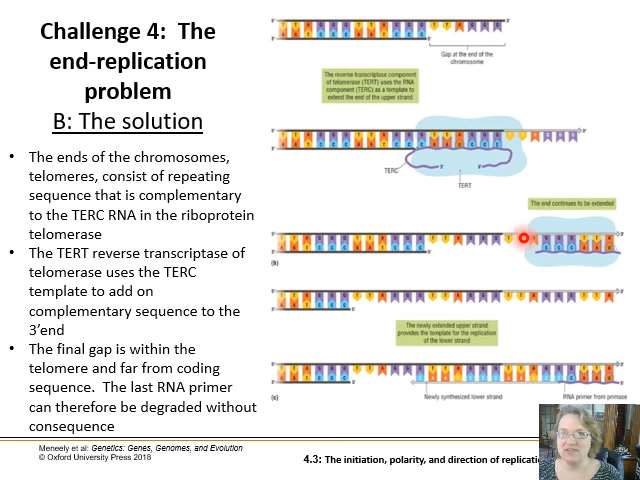 Challenge 4: The
end-replication
problem
B: The solution
• The ends of the chromosomes,
telomeres, consist of repeating
sequence that is complementary
to the TERC RNA in the riboprotein
telomerase
• The TERT reverse transcriptase of
telomerase uses the TERC
template to add on
complementary sequence to the
3'end
• The final gap is within the
telomere and far from coding
sequence. The last RNA primer
can therefore be degraded without
consequence
Gap at the end of the
chromosome
The reverse transcriptase component
of telomerase (TERT) uses the RNA
component (TERC) as a template to
extend the end of the upper strand.
TERC
TERT
The end continues to be extended
(b)
The newly extended upper strand
provides the template for the replication
of the lower strand
(c)
Newly synthesized lower strand
RNA primer from primase
Meneely et al: Genetics: Genes, Genomes, and Evolution
© Oxford University Press 2018
4.3: The initiation, polarity, and direction of replicatio